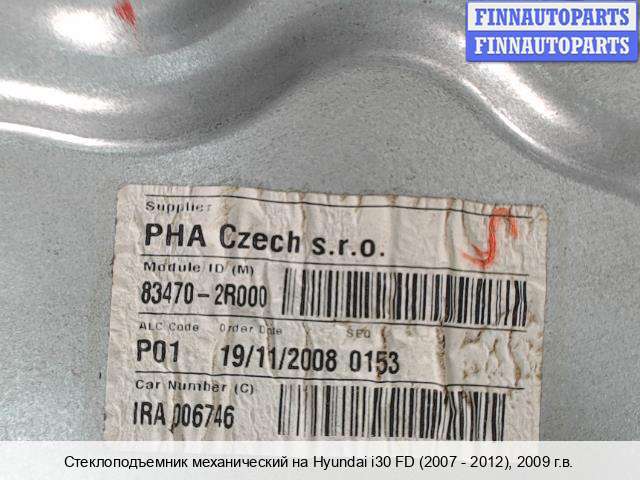 FINNAUTOPARTS
FINNAUTOPARTS
Supplier
PHA Czech s.r.o.
Module ID (M)
83470-2R000
ALC Code Order Date SEQ
P01 19/11/2008 0153
Car Number (C)
IRA 006746
Стеклоподъемник механический на Hyundai i30 FD (2007 - 2012), 2009 г.в.